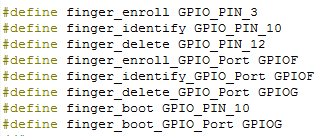 #define finger_enroll GPIO_PIN_3
#define finger_identify GPIO_PIN_10
#define finger_delete GPIO_PIN_12
#define finger_enroll_GPIO_Port GPIOF
#define finger_identify_GPIO_Port GPIOF
#define finger_delete_GPIO_Port GPIOG
#define finger_boot GPIO_PIN_10
#define finger_boot_GPIO_Port GPIOG